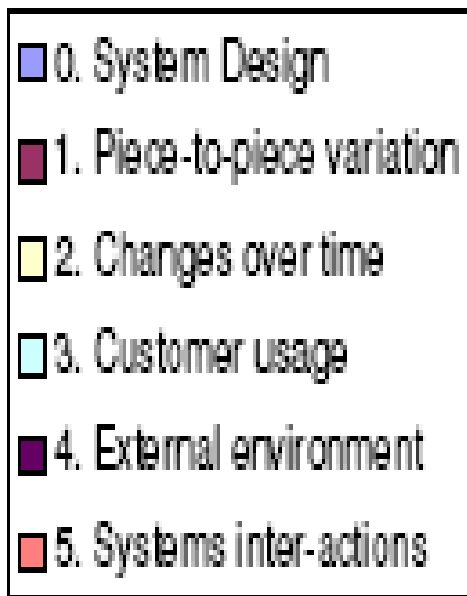 0. System Design
1. Piece-to-piece variation
2. Changes over time
3. Customer usage
4. External environment
5. Systems inter-actions